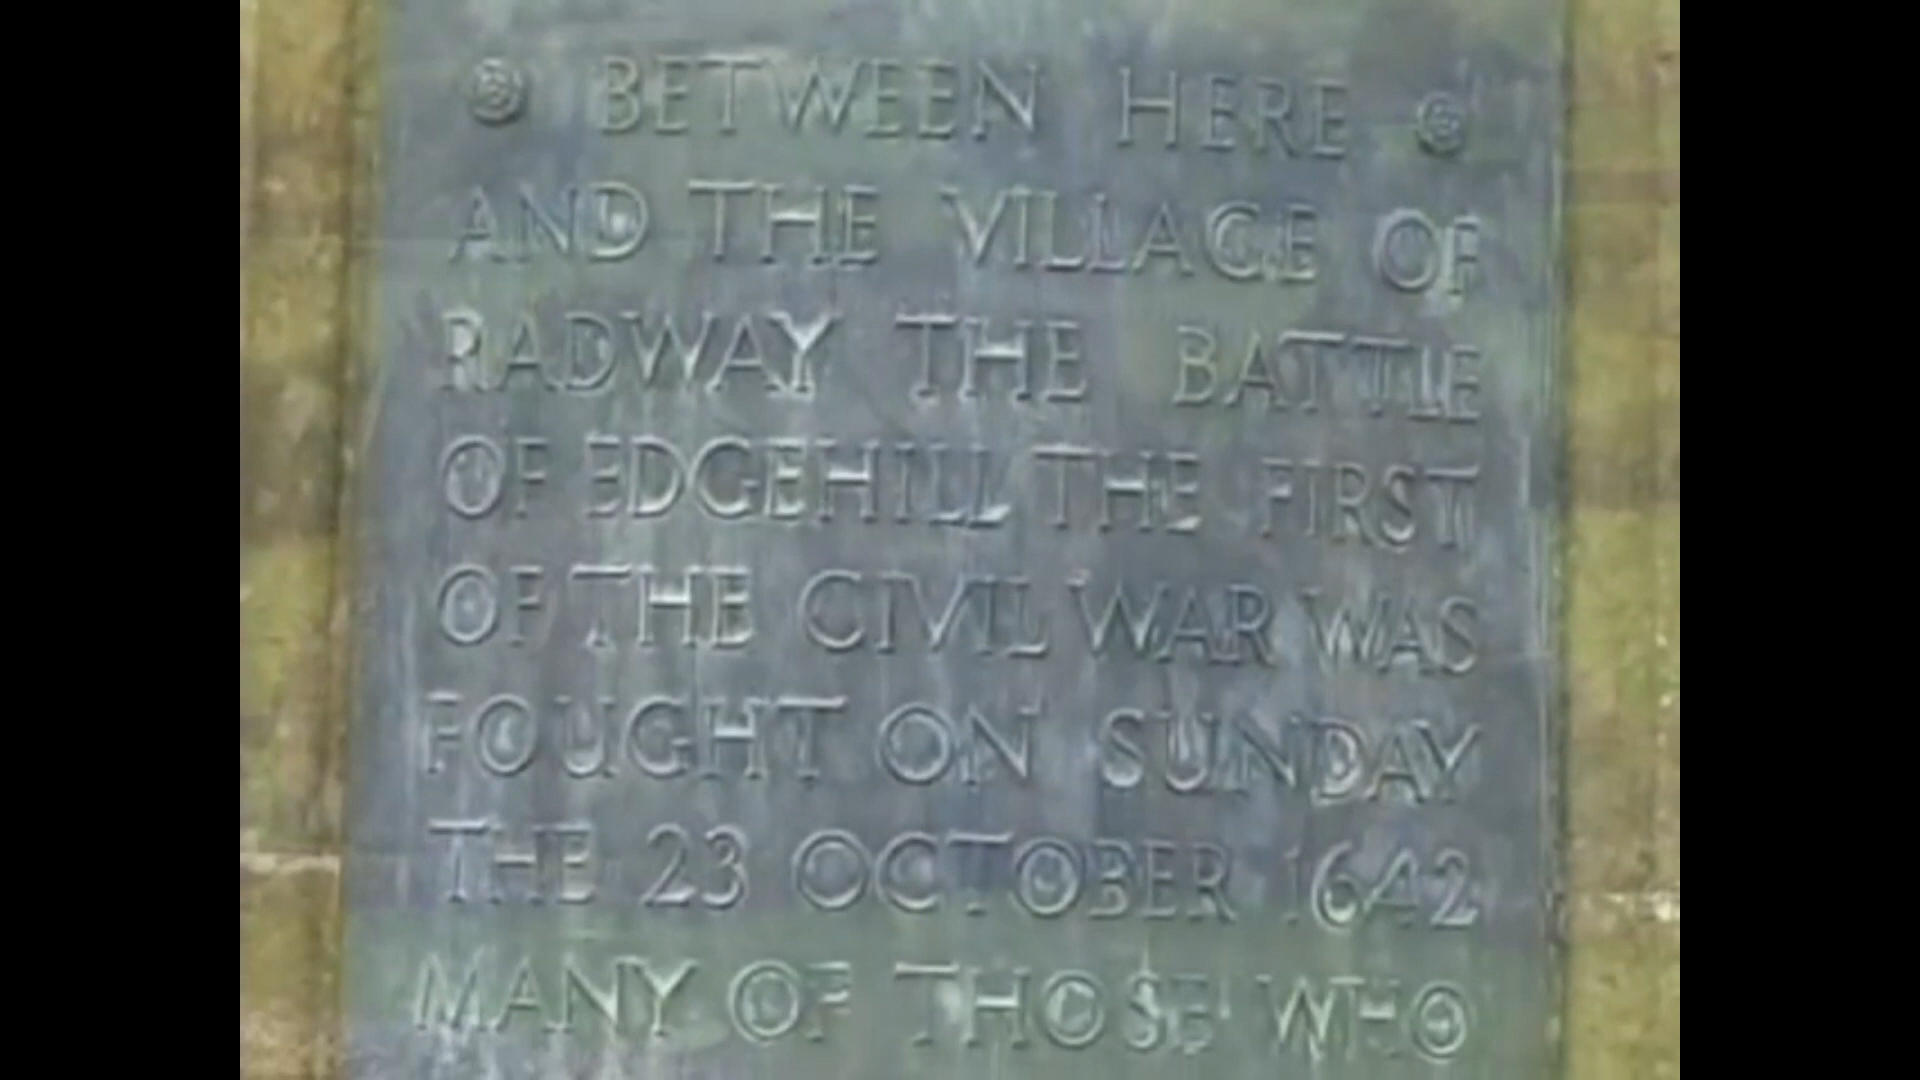 BETWEEN HERE
AND THE VILLAGE OF
RADWAY THE BATTLE
OF EDGEHILL THE FIRST
OF THE CIVIL WAR WAS
FOUGHT ON SUNDAY
THE 23 OCTOBER 1642
MANY OF THOSE WHO